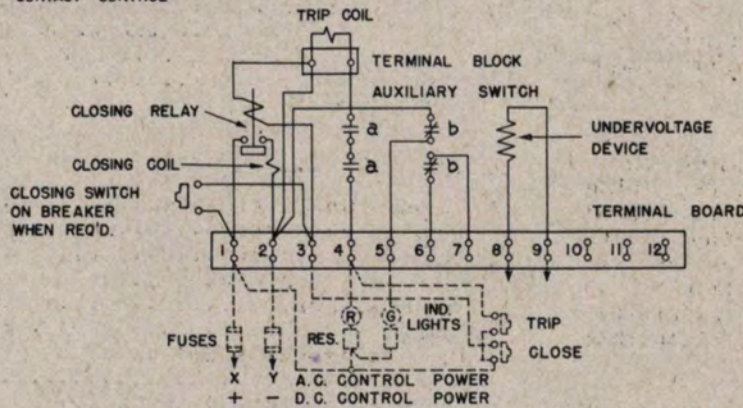 TRIP COIL
TERMINAL BLOCK
AUXILIARY SWITCH
CLOSING RELAY
a
b
UNDERVOLTAGE
DEVICE
CLOSING COIL
a
b
CLOSING SWITCH
ON BREAKER
WHEN REQ'D.
TERMINAL BOARD
1 2 3 4 5 6 7 8 9 10 11 12
R G IND.
LIGHTS
FUSES
RES.
TRIP
CLOSE
X Y A.C. CONTROL POWER
+ − D.C. CONTROL POWER